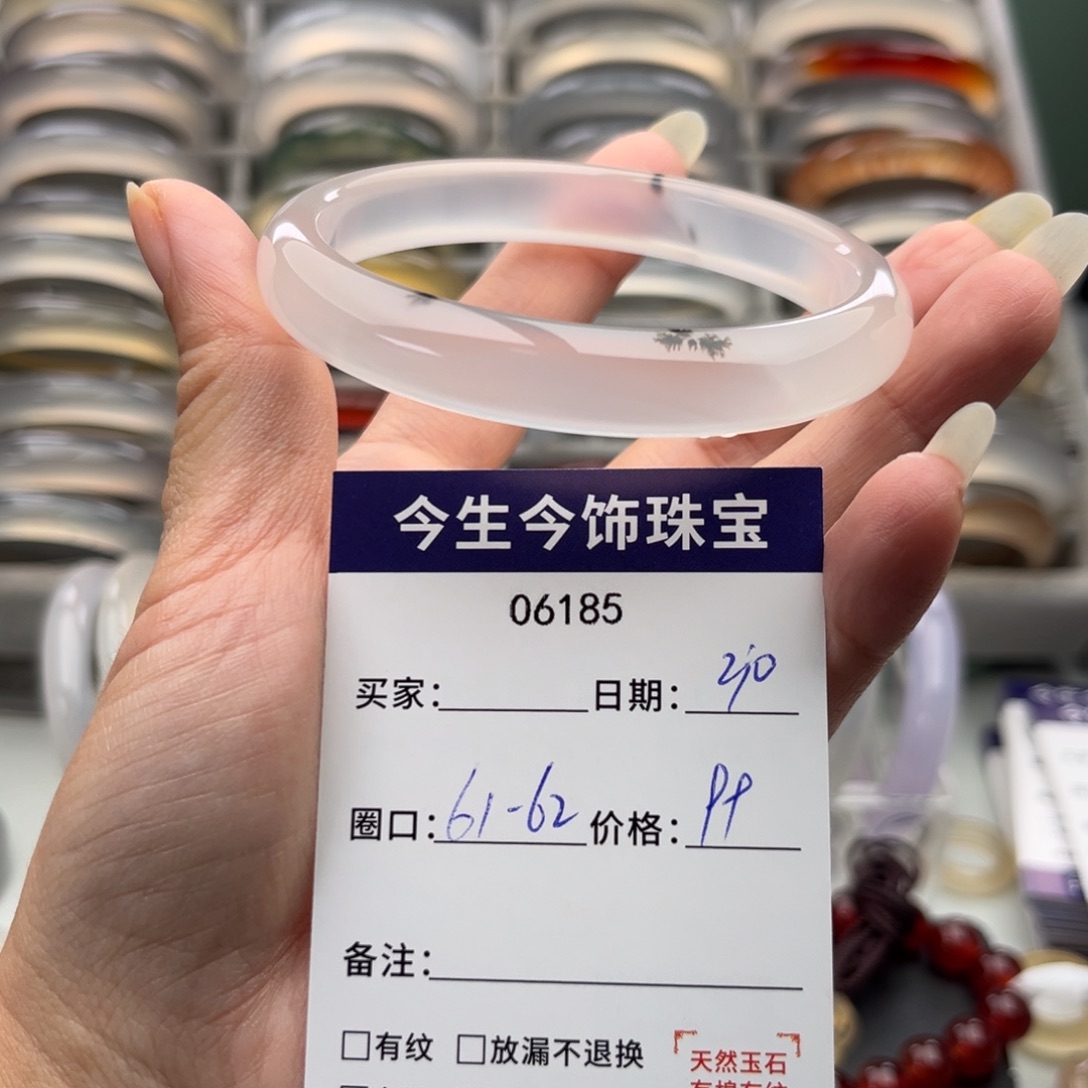 今生今饰珠宝
06185
买家: 日期:
圈口: 61-62 价格:
备注:
□有纹 □放漏不退换
天然玉石